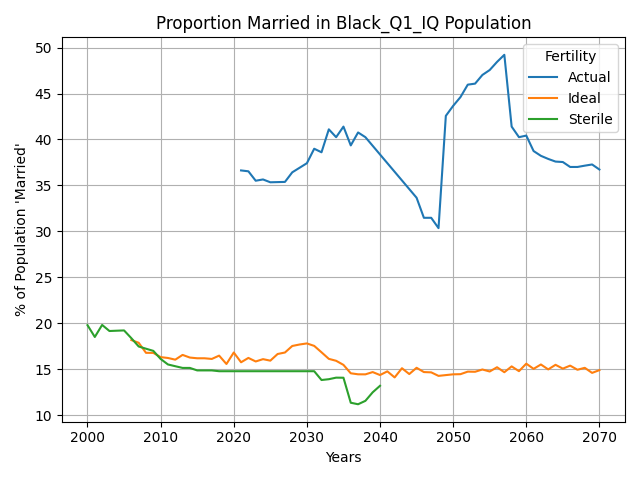 Proportion Married in Black_Q1_IQ Population
% of Population 'Married'
50
45
40
35
30
25
20
15
10
Fertility
Actual
Ideal
Sterile
2000 2010 2020 2030 2040 2050 2060 2070
Years